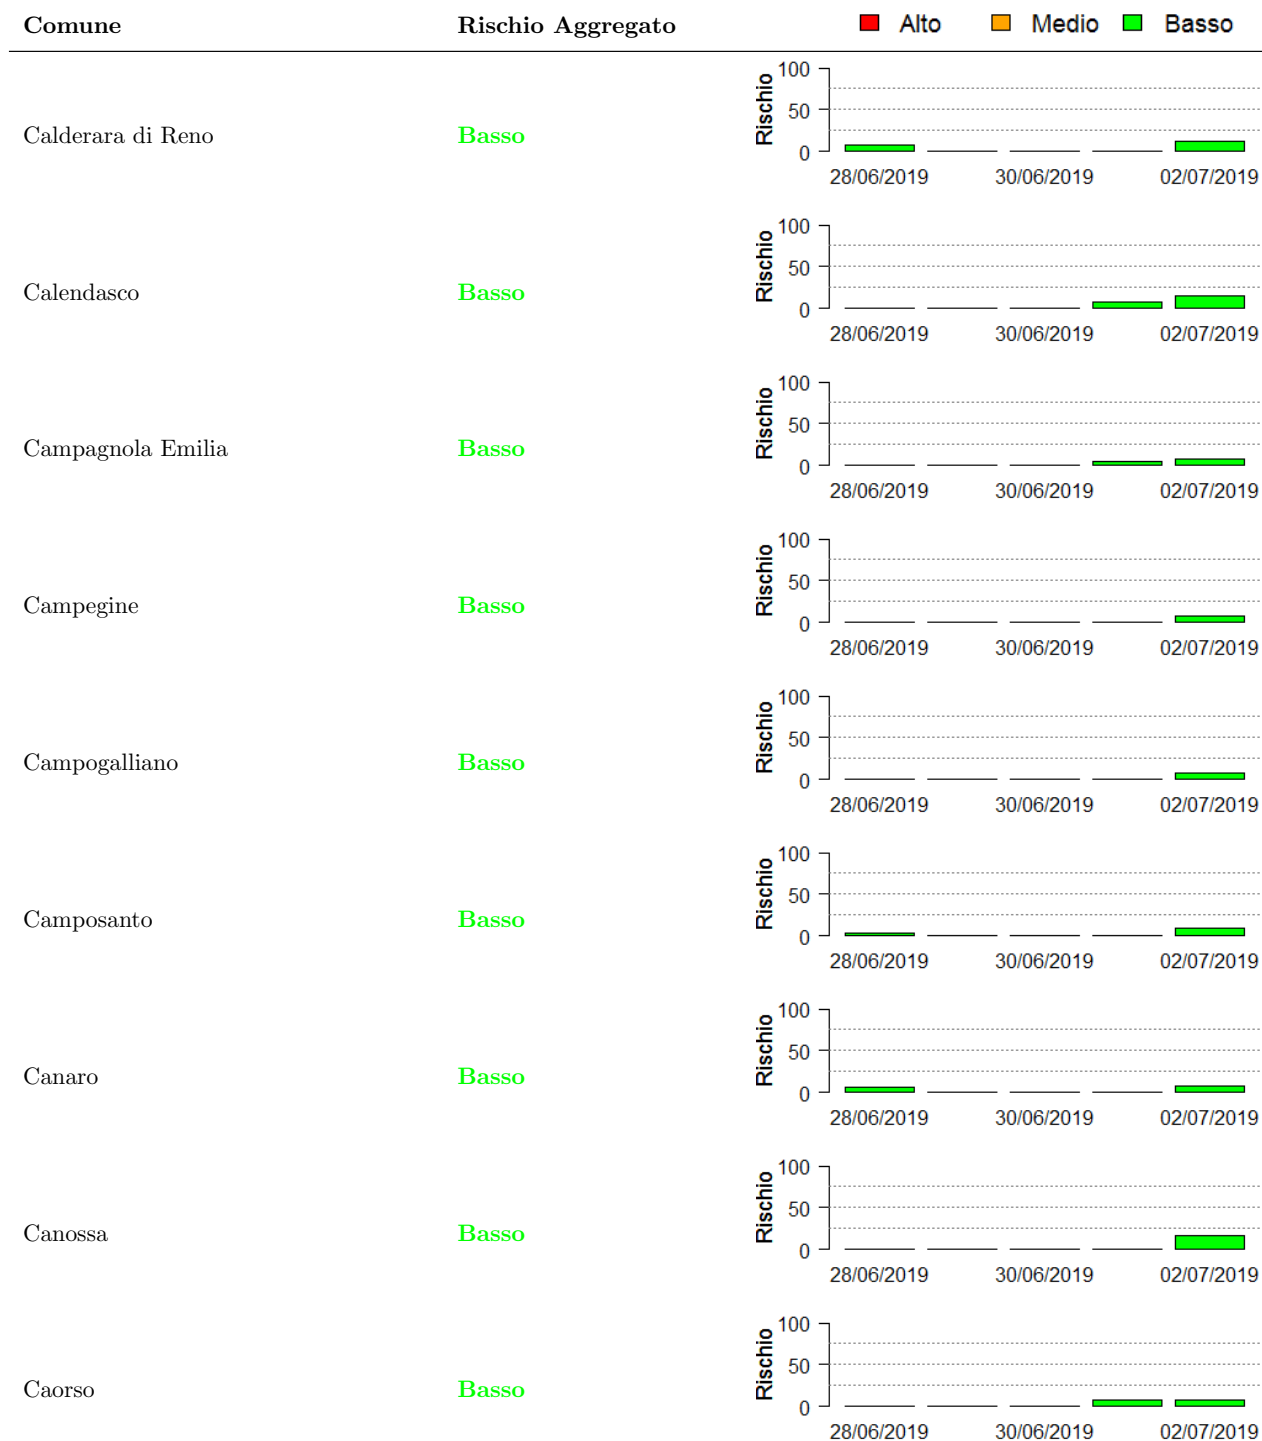 Comune Rischio Aggregato Alto Medio Basso
Calderara di Reno Basso Rischio
100
50
0
28/06/2019 30/06/2019 02/07/2019
Calendasco Basso Rischio
100
50
0
28/06/2019 30/06/2019 02/07/2019
Campagnola Emilia Basso Rischio
100
50
0
28/06/2019 30/06/2019 02/07/2019
Campegine Basso Rischio
100
50
0
28/06/2019 30/06/2019 02/07/2019
Campogalliano Basso Rischio
100
50
0
28/06/2019 30/06/2019 02/07/2019
Camposanto Basso Rischio
100
50
0
28/06/2019 30/06/2019 02/07/2019
Canaro Basso Rischio
100
50
0
28/06/2019 30/06/2019 02/07/2019
Canossa Basso Rischio
100
50
0
28/06/2019 30/06/2019 02/07/2019
Caorso Basso Rischio
100
50
0
28/06/2019 30/06/2019 02/07/2019